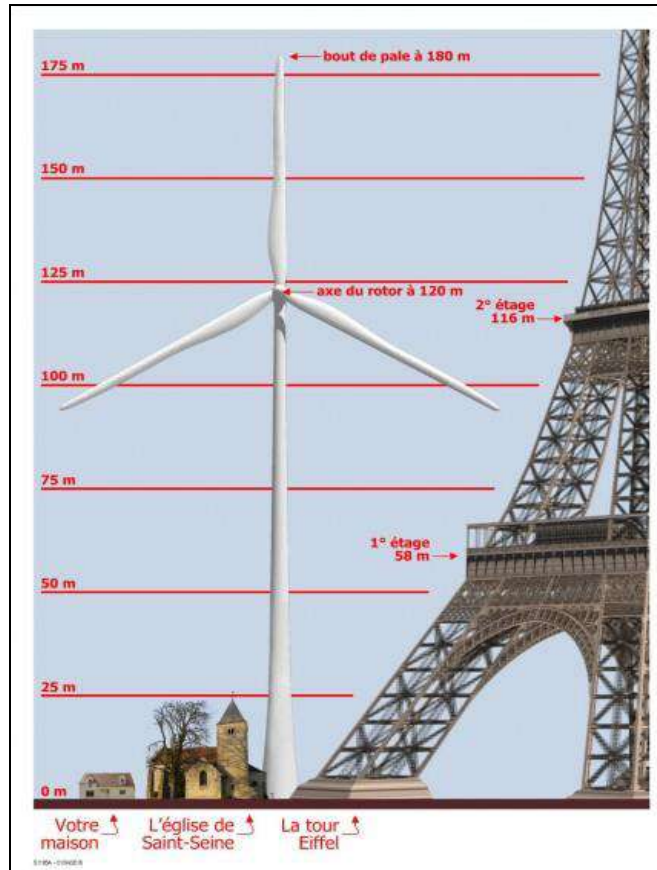 bout de pale à 180 m
175 m
150 m
125 m
axe du rotor à 120 m
2° étage
116 m
100 m
75 m
1° étage
58 m
50 m
25 m
0 m
Votre
maison
L'église de
Saint-Seine
La tour
Eiffel